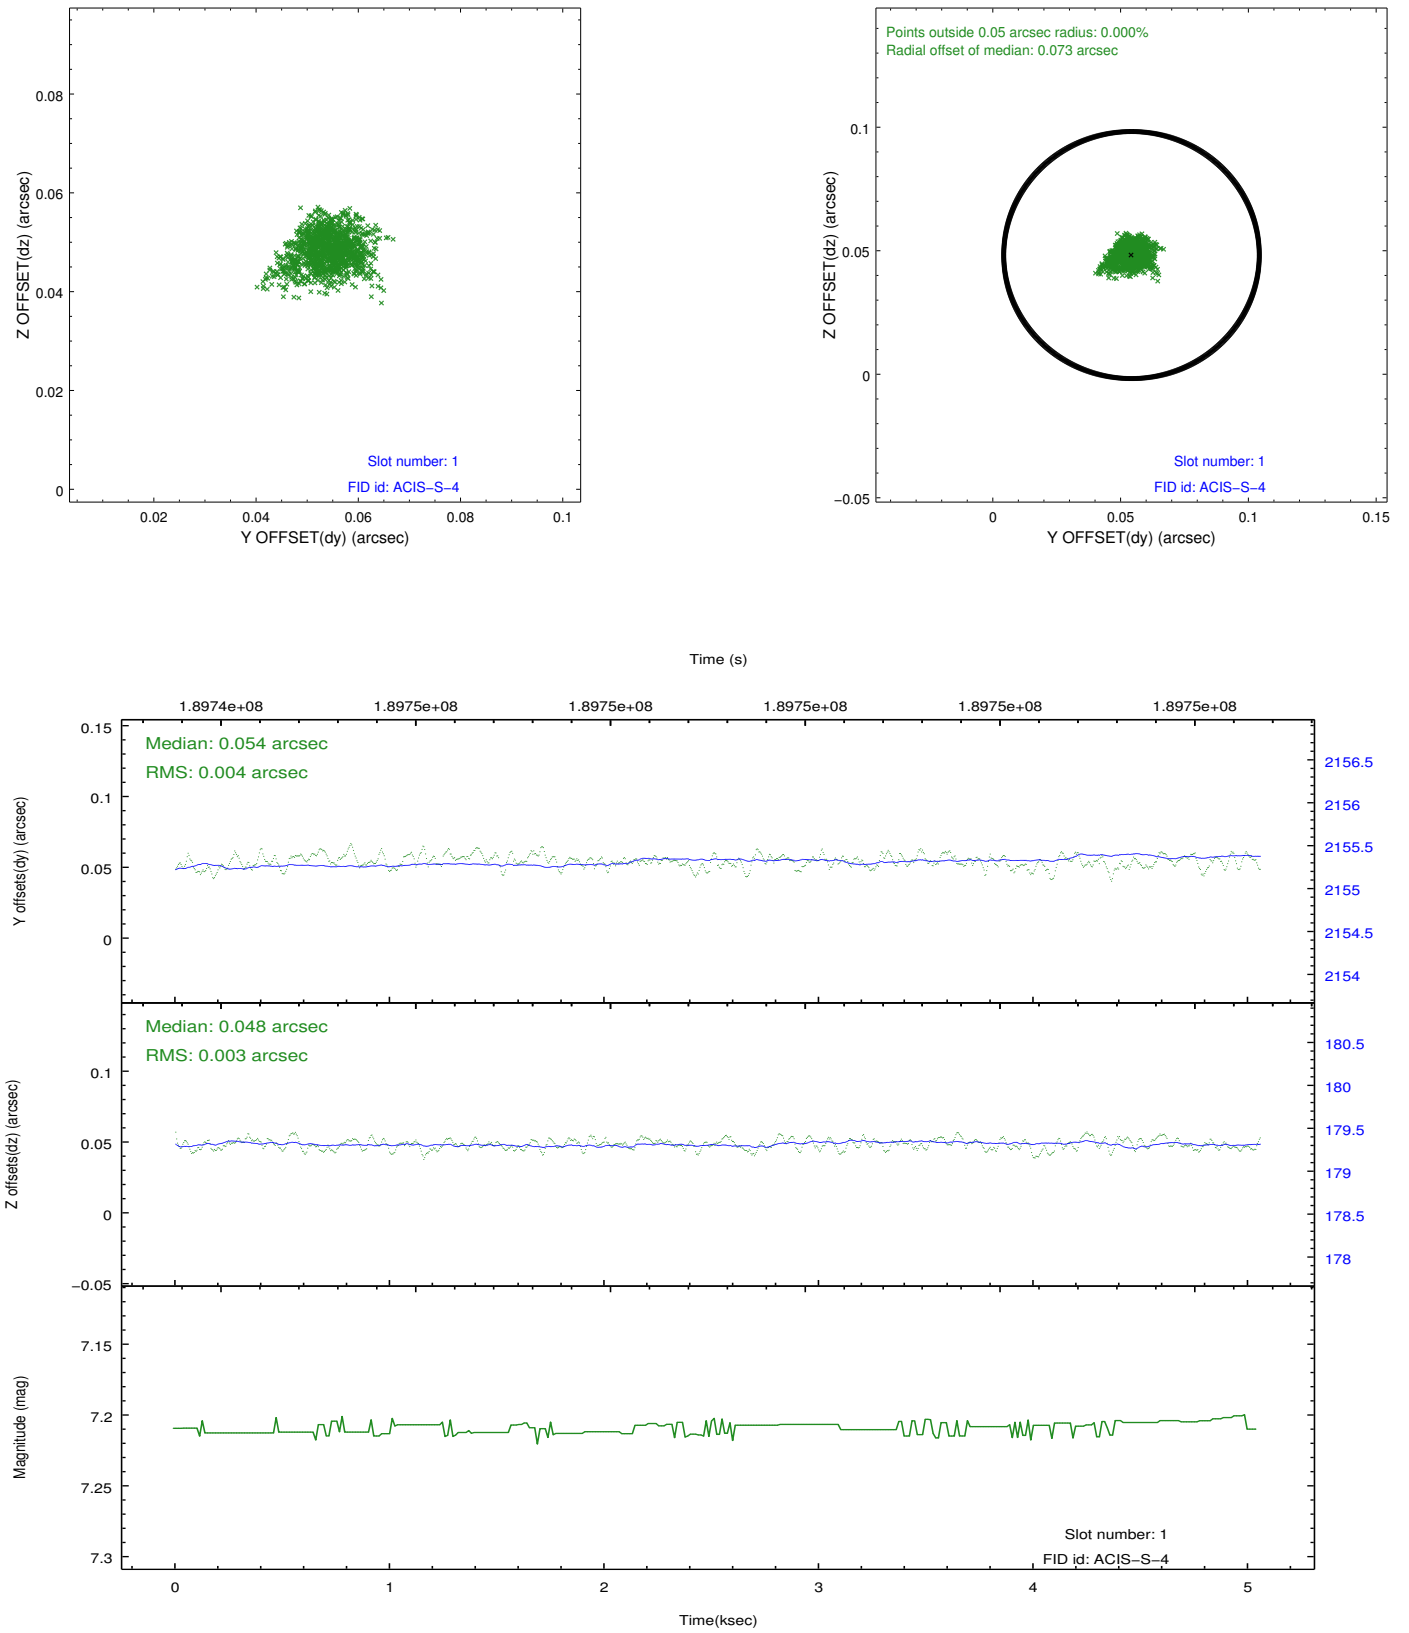 0.08
0.06
0.04
0.02
0
Z OFFSET(dz) (arcsec)
Slot number: 1
FID id: ACIS−S−4
0.02 0.04 0.06 0.08 0.1
Y OFFSET(dy) (arcsec)
Points outside 0.05 arcsec radius: 0.000%
Radial offset of median: 0.073 arcsec
0.1
0.05
0
−0.05
Z OFFSET(dz) (arcsec)
Slot number: 1
FID id: ACIS−S−4
0 0.05 0.1 0.15
Y OFFSET(dy) (arcsec)
Time (s)
1.8974e+08 1.8975e+08 1.8975e+08 1.8975e+08 1.8975e+08 1.8975e+08
Median: 0.054 arcsec
RMS: 0.004 arcsec
0.15
0.1
0.05
0
Y offsets(dy) (arcsec)
2156.5
2156
2155.5
2155
2154.5
2154
Median: 0.048 arcsec
RMS: 0.003 arcsec
0.1
0.05
0
−0.05
Z offsets(dz) (arcsec)
180.5
180
179.5
179
178.5
178
7.15
7.2
7.25
7.3
Magnitude (mag)
Slot number: 1
FID id: ACIS−S−4
0 1 2 3 4 5
Time(ksec)